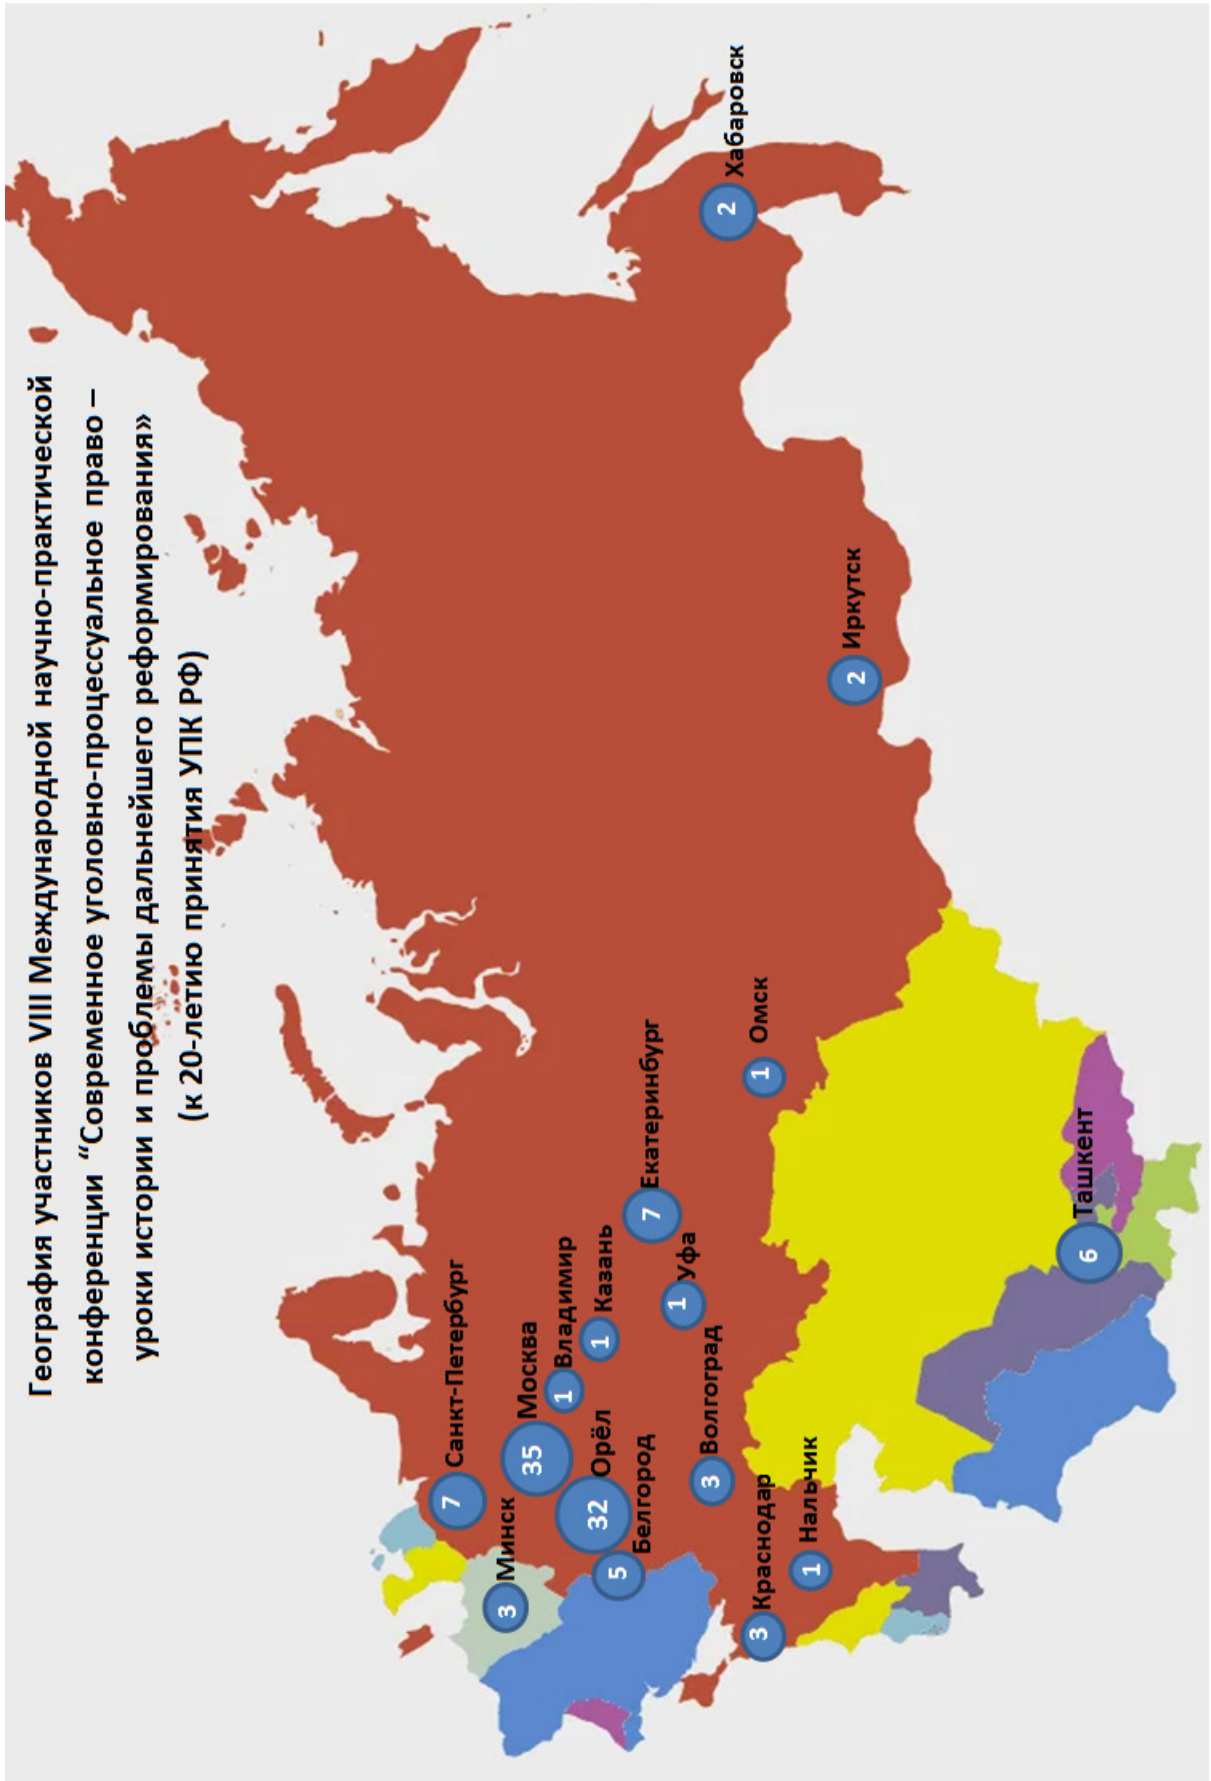 География участников VIII Международной научно-практической
конференции “Современное уголовно-процессуальное право –
уроки истории и проблемы дальнейшего реформирования»
(к 20-летию принятия УПК РФ)
7
Санкт-Петербург
3
Минск
35
Москва
1
Владимир
32
Орёл
1
Казань
5
Белгород
7
Екатеринбург
1
Уфа
3
Волгоград
2
Хабаровск
3
Краснодар
1
Омск
1
Нальчик
2
Иркутск
6
Ташкент